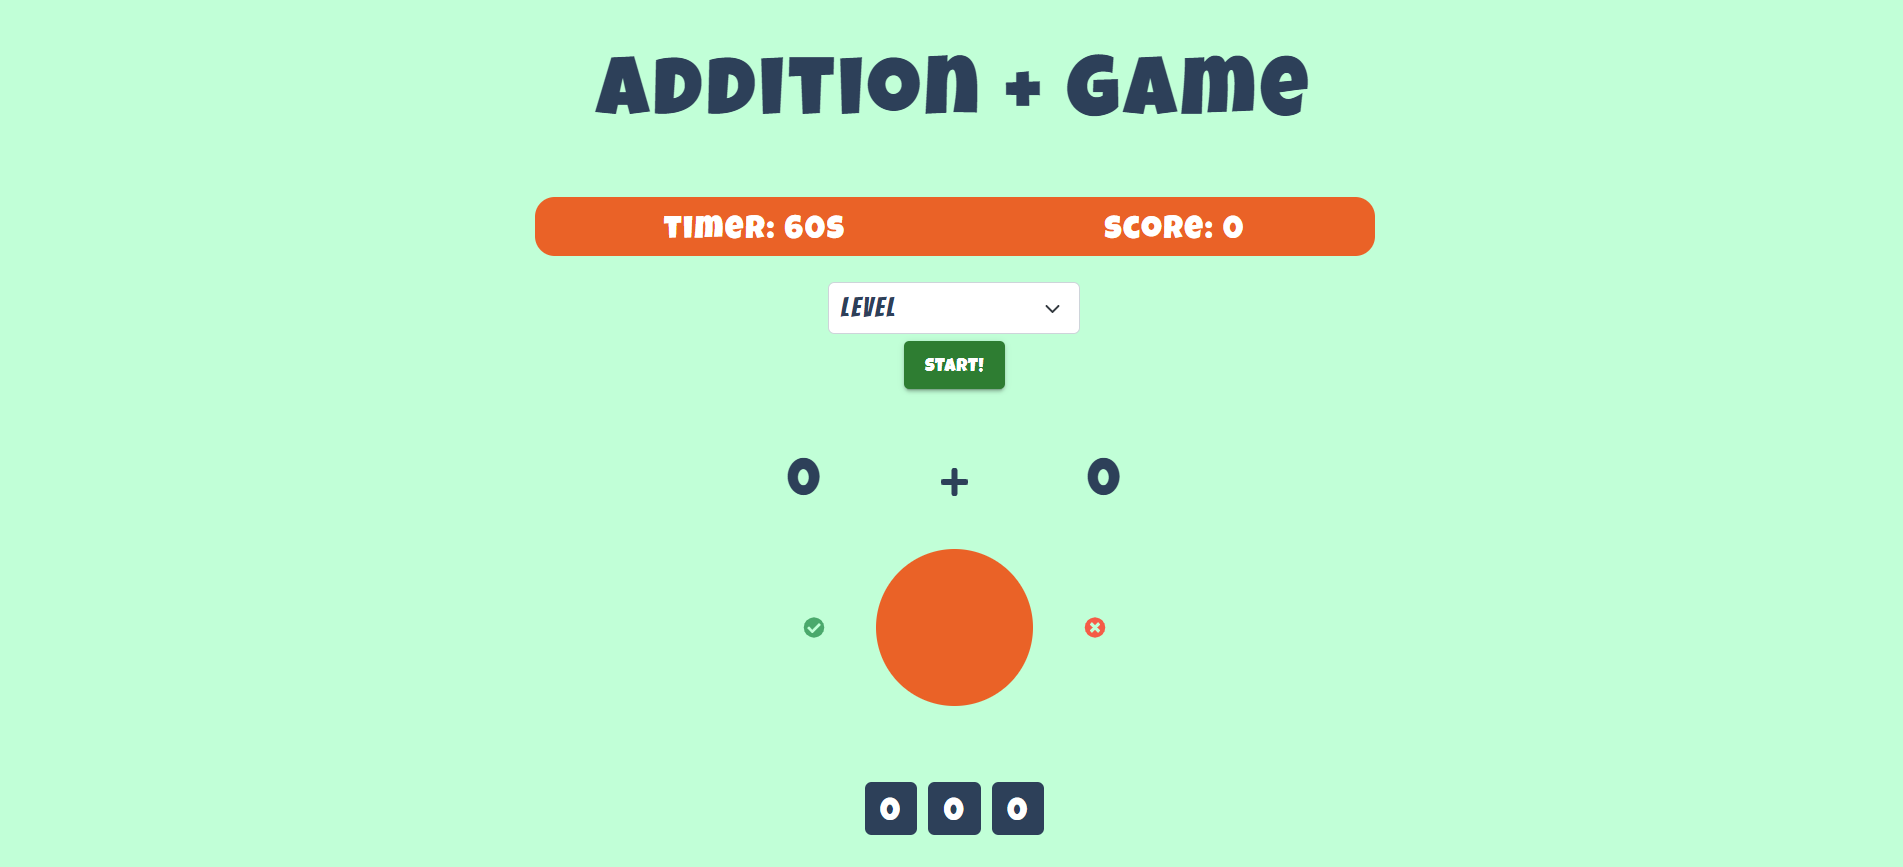 ADDITION + GAME
TIMER: 60S SCORE: 0
LEVEL
START!
0 + 0
0 0 0